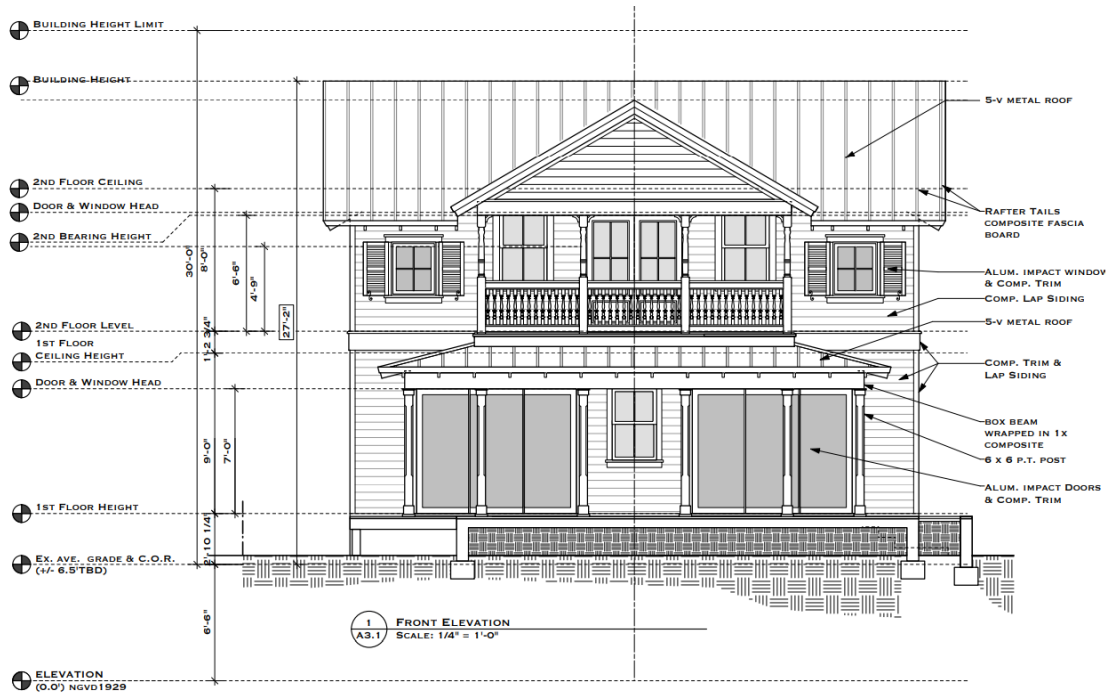 BUILDING HEIGHT LIMIT
BUILDING HEIGHT
5-V METAL ROOF
2ND FLOOR CEILING
DOOR & WINDOW HEAD
2ND BEARING HEIGHT
RAFTER TAILS
COMPOSITE FASCIA
BOARD
30'-0"
8'-0"
6'-6"
4'-9"
27'-2"
ALUM. IMPACT WINDOW
& COMP. TRIM
COMP. LAP SIDING
5-V METAL ROOF
2ND FLOOR LEVEL
1ST FLOOR
CEILING HEIGHT
1'-2 3/4"
DOOR & WINDOW HEAD
COMP. TRIM &
LAP SIDING
BOX BEAM
WRAPPED IN 1X
COMPOSITE
6 X 6 P.T. POST
9'-0"
7'-0"
ALUM. IMPACT DOORS
& COMP. TRIM
1ST FLOOR HEIGHT
2'-10 1/4"
EX. AVE. GRADE & C.O.R.
(+/- 6.5'TBD)
6'-6"
1
A3.1
FRONT ELEVATION
SCALE: 1/4" = 1'-0"
ELEVATION
(0.0') NGVD1929